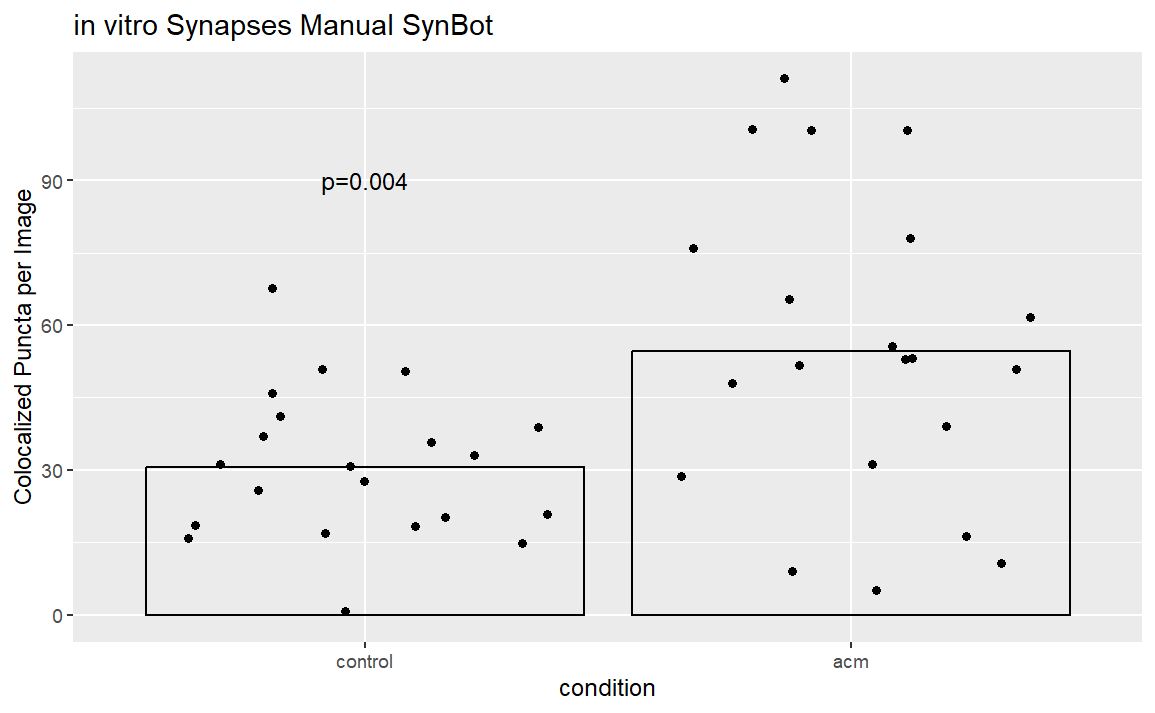 in vitro Synapses Manual SynBot
Colocalized Puncta per Image
90
60
30
0
p=0.004
control
acm
condition